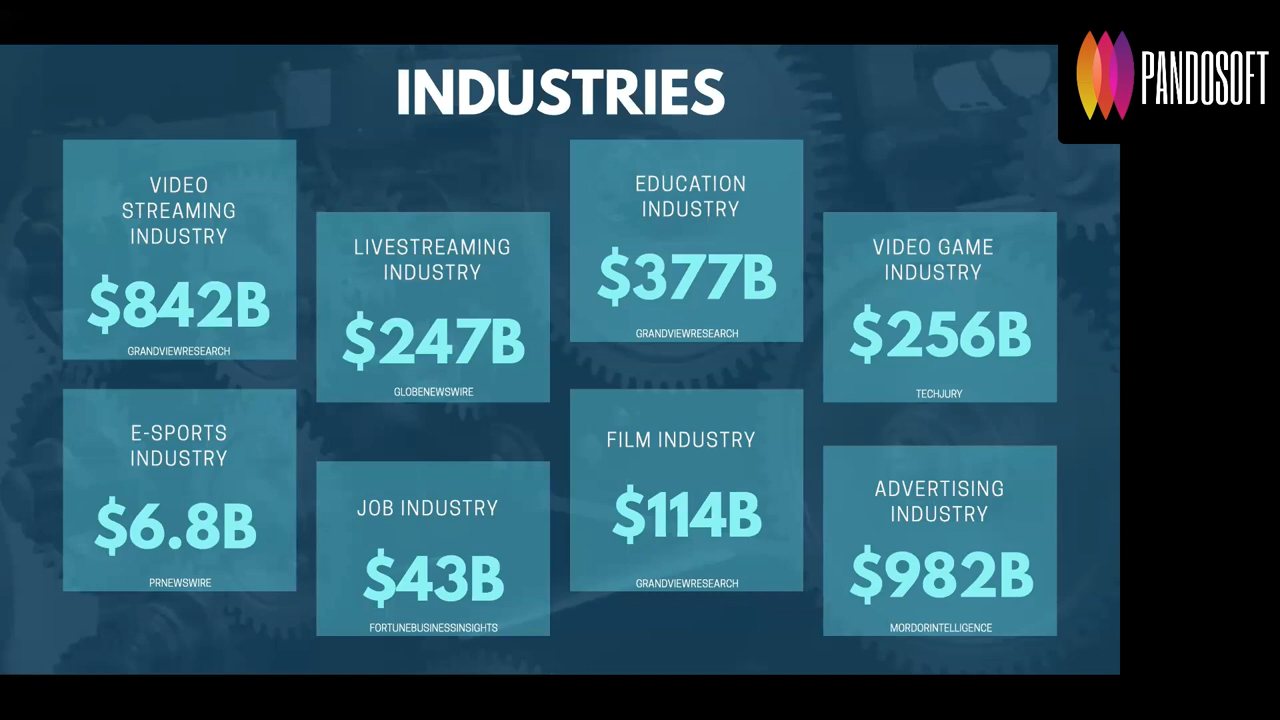 INDUSTRIES
PANDOSOFT
VIDEO
STREAMING
INDUSTRY
$842B
GRANDVIEWRESEARCH
LIVESTREAMING
INDUSTRY
$247B
GLOBENEWSWIRE
EDUCATION
INDUSTRY
$377B
GRANDVIEWRESEARCH
VIDEO GAME
INDUSTRY
$256B
TECHJURY
E-SPORTS
INDUSTRY
$6.8B
PRNEWSWIRE
JOB INDUSTRY
$43B
FORTUNEBUSINESSINSIGHTS
FILM INDUSTRY
$114B
GRANDVIEWRESEARCH
ADVERTISING
INDUSTRY
$982B
MORDORINTELLIGENCE